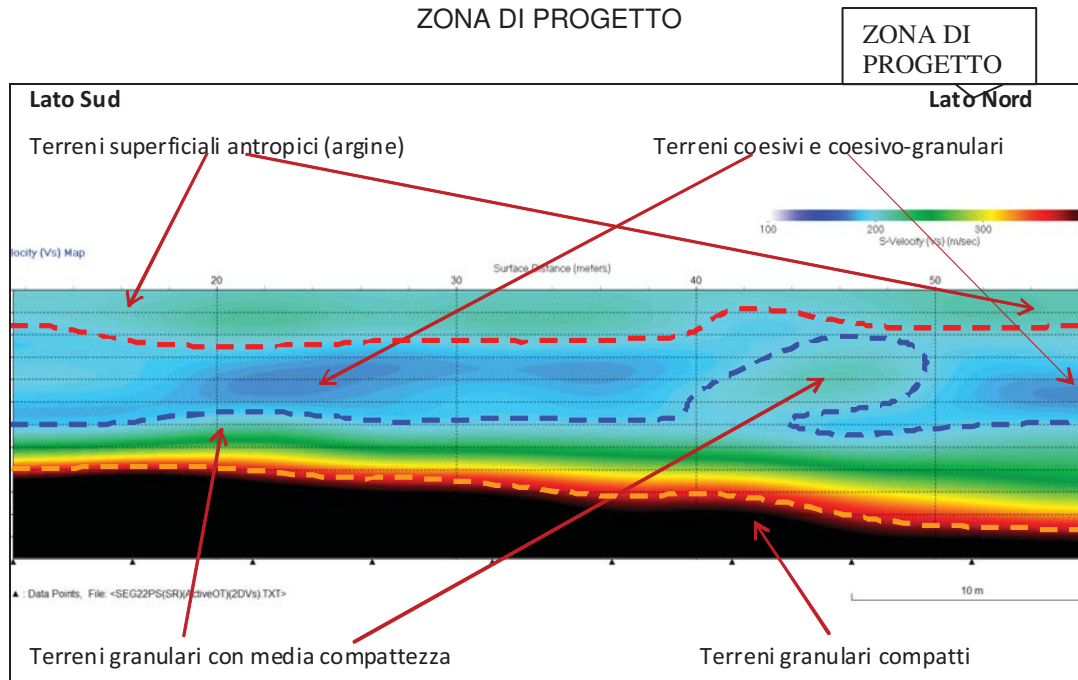 ZONA DI PROGETTO
ZONA DI
PROGETTO
Lato Sud
Lato Nord
Terreni superficiali antropici (argine)
Terreni coesivi e coesivo-granulari
100
200
300
S-Velocity (Vs) (m/sec)
locity (Vs) Map
Surface Distance (meters)
20
30
40
50
▲ : Data Points, File: <SEG22PS(SR)(ActiveOT)(2DVs).TXT>
10 m
Terreni granulari con media compattezza
Terreni granulari compatti